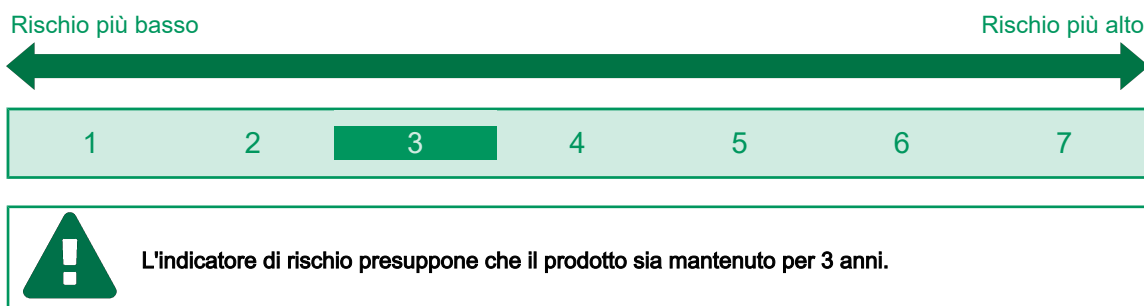 Rischio più basso Rischio più alto
1 2 3 4 5 6 7
L'indicatore di rischio presuppone che il prodotto sia mantenuto per 3 anni.